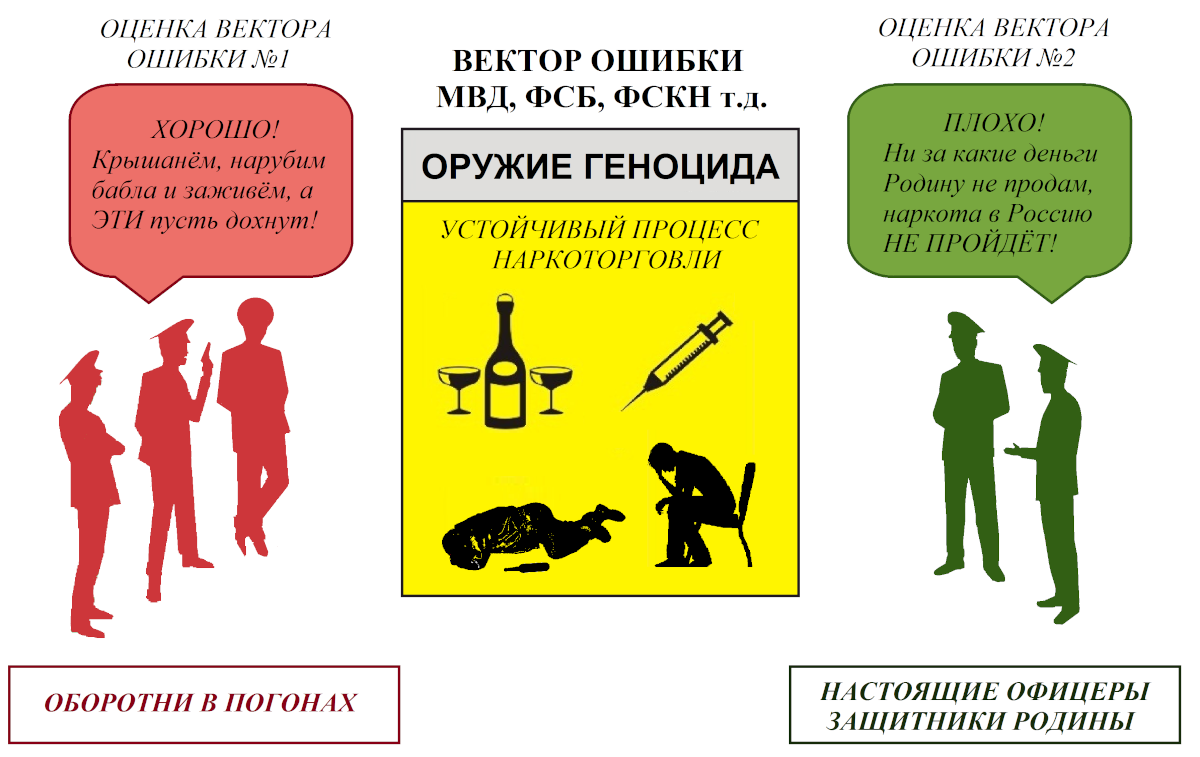 ОЦЕНКА ВЕКТОРА
ОШИБКИ №1
ХОРОШО!
Крышанём, нарубим
бабла и заживём, а
ЭТИ пусть дохнут!
ВЕКТОР ОШИБКИ
МВД, ФСБ, ФСКН т.д.
ОРУЖИЕ ГЕНОЦИДА
УСТОЙЧИВЫЙ ПРОЦЕСС
НАРКОТОРГОВЛИ
ОЦЕНКА ВЕКТОРА
ОШИБКИ №2
ПЛОХО!
Ни за какие деньги
Родину не продам,
наркота в Россию
НЕ ПРОЙДЁТ!
ОБОРОТНИ В ПОГОНАХ
НАСТОЯЩИЕ ОФИЦЕРЫ
ЗАЩИТНИКИ РОДИНЫ